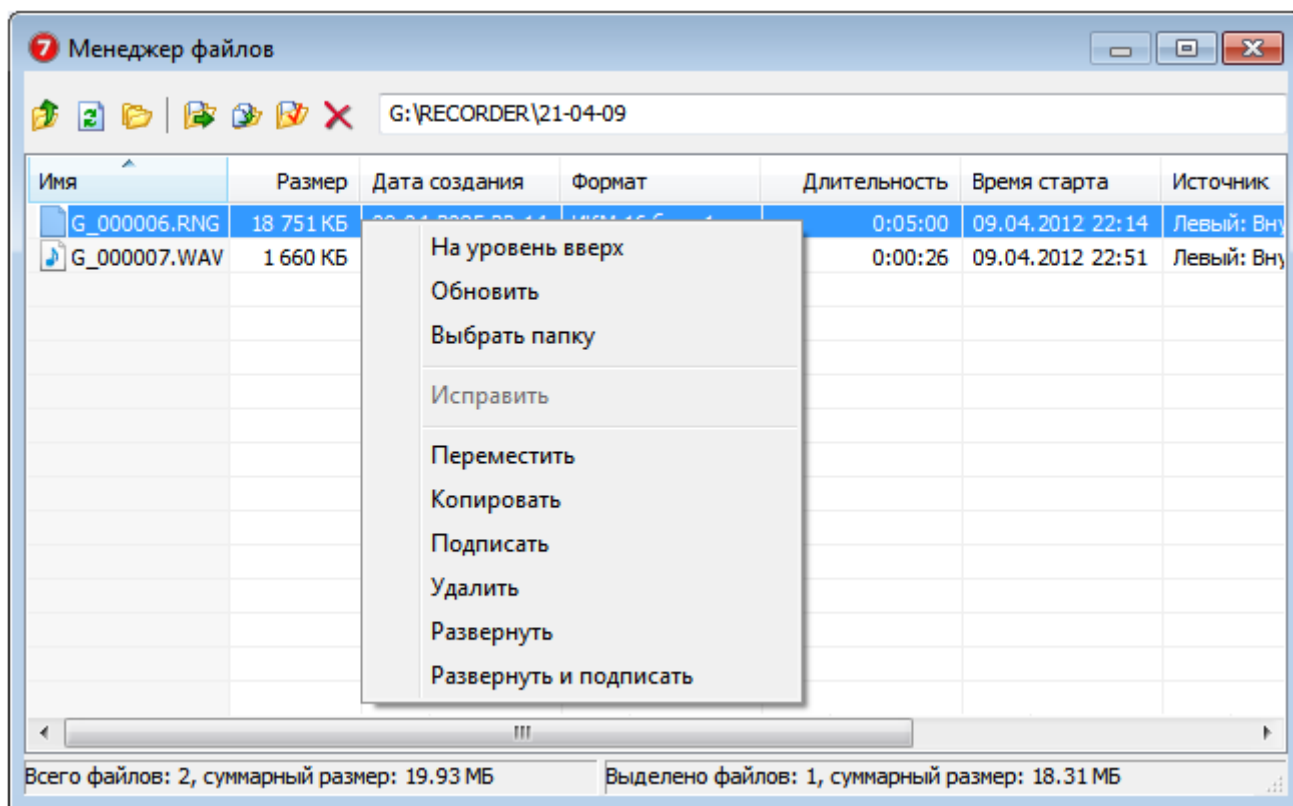 7 Менеджер файлов
G:\RECORDER\21-04-09
Имя Размер Дата создания Формат Длительность Время старта Источник
G_000006.RNG 18 751 КБ 0:05:00 09.04.2012 22:14 Левый: Вну
G_000007.WAV 1 660 КБ 0:00:26 09.04.2012 22:51 Левый: Вну
На уровень вверх
Обновить
Выбрать папку
Исправить
Переместить
Копировать
Подписать
Удалить
Развернуть
Развернуть и подписать
Всего файлов: 2, суммарный размер: 19.93 МБ Выделено файлов: 1, суммарный размер: 18.31 МБ